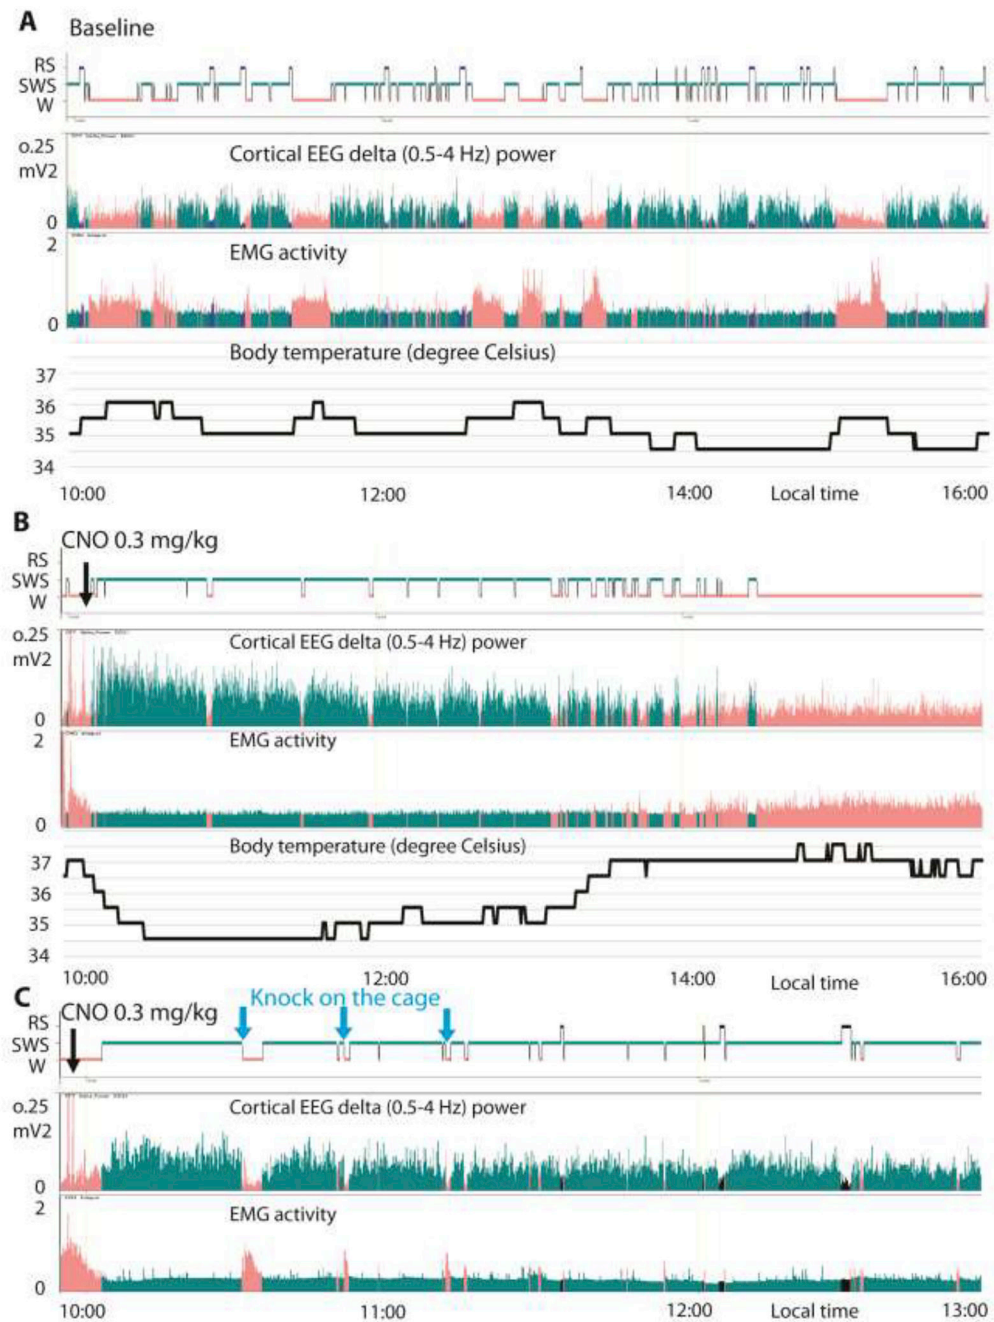 A Baseline
RS
SWS
W
0.25
mV2
Cortical EEG delta (0.5-4 Hz) power
0
2
EMG activity
0
Body temperature (degree Celsius)
37
36
35
34
10:00 12:00 14:00 Local time 16:00
B
CNO 0.3 mg/kg
RS
SWS
W
0.25
mV2
Cortical EEG delta (0.5-4 Hz) power
0
2
EMG activity
0
Body temperature (degree Celsius)
37
36
35
34
10:00 12:00 14:00 Local time 16:00
C
CNO 0.3 mg/kg
Knock on the cage
RS
SWS
W
0.25
mV2
Cortical EEG delta (0.5-4 Hz) power
0
2
EMG activity
0
10:00 11:00 12:00 Local time 13:00